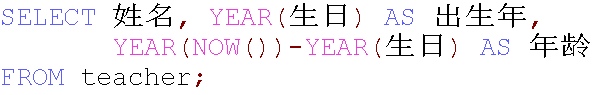 SELECT 姓名, YEAR(生日) AS 出生年,
YEAR(NOW())-YEAR(生日) AS 年龄
FROM teacher;